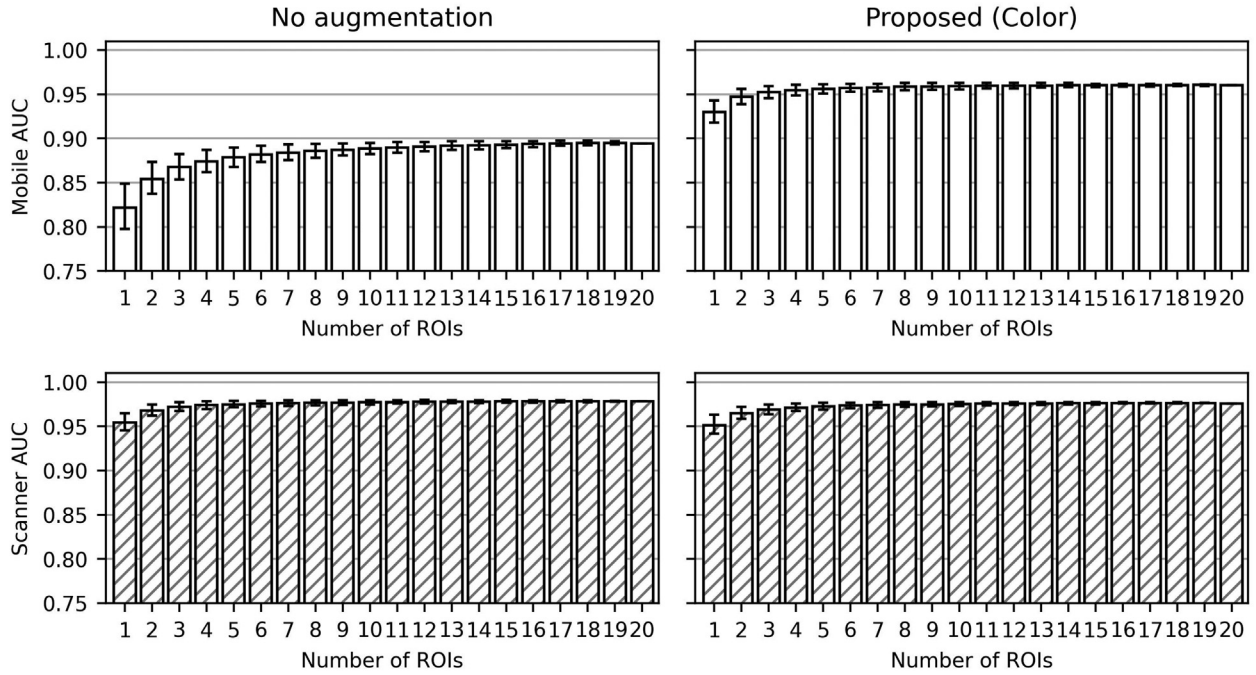 No augmentation
Proposed (Color)
Mobile AUC
1.00
0.95
0.90
0.85
0.80
0.75
1 2 3 4 5 6 7 8 9 10 11 12 13 14 15 16 17 18 19 20
Number of ROIs
1 2 3 4 5 6 7 8 9 10 11 12 13 14 15 16 17 18 19 20
Number of ROIs
Scanner AUC
1.00
0.95
0.90
0.85
0.80
0.75
1 2 3 4 5 6 7 8 9 10 11 12 13 14 15 16 17 18 19 20
Number of ROIs
1 2 3 4 5 6 7 8 9 10 11 12 13 14 15 16 17 18 19 20
Number of ROIs